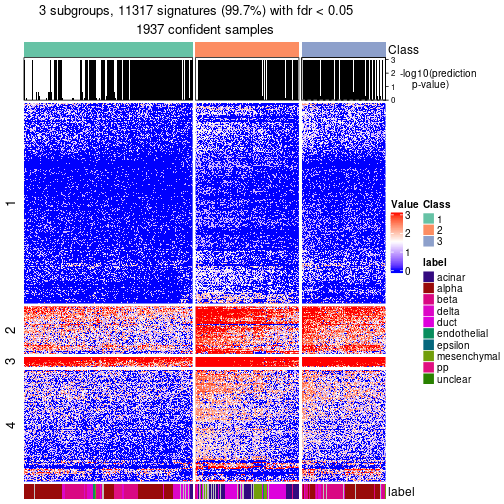 3 subgroups, 11317 signatures (99.7%) with fdr < 0.05
1937 confident samples
Class
3
2
1
0
-log10(prediction
p-value)
1
2
3
4
Value
3
2
1
0
Class
1
2
3
label
acinar
alpha
beta
delta
duct
endothelial
epsilon
mesenchymal
pp
unclear
label